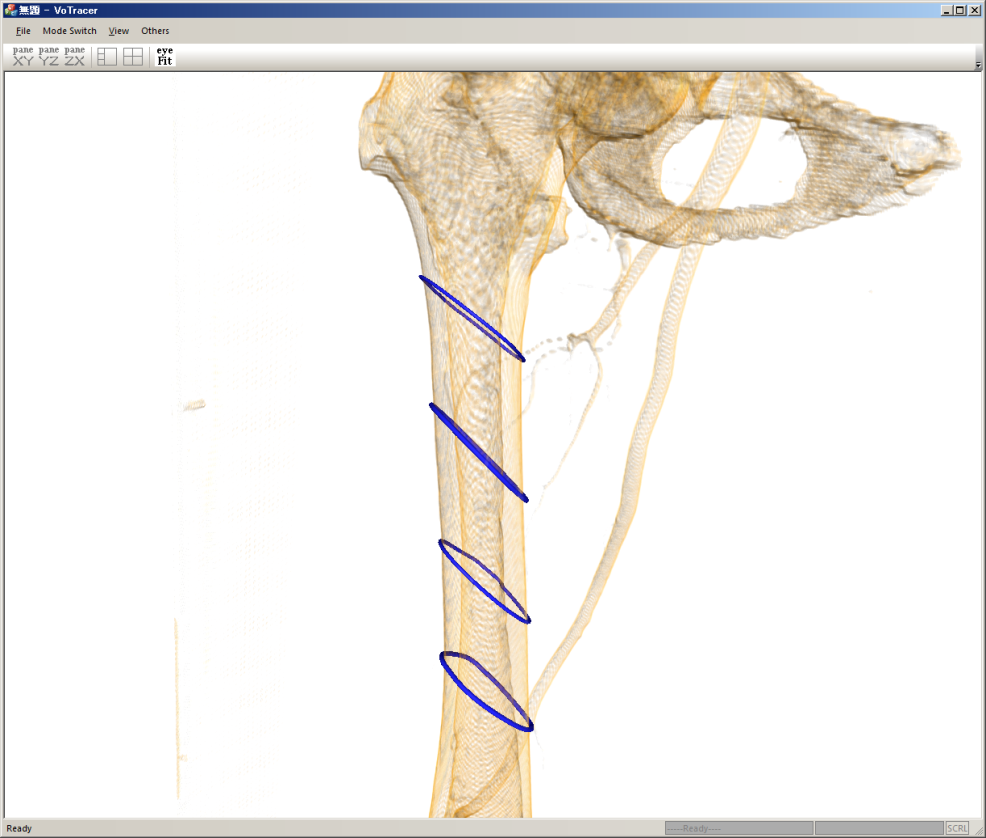 無題 - VoTracer
File Mode Switch View Others
pane XY pane YZ pane ZX eye Fit
Ready ----Ready---- SCRL